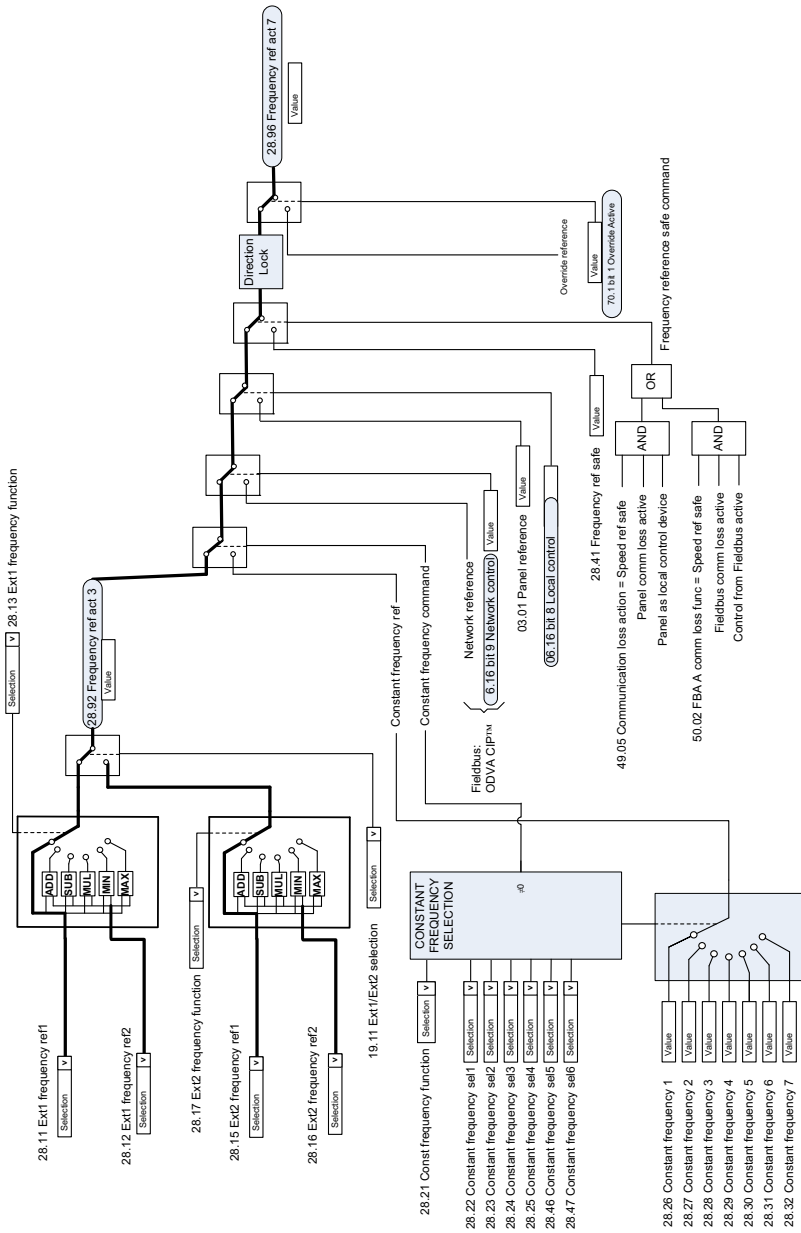 28.11 Ext1 frequency ref1
Selection v
28.12 Ext1 frequency ref2
Selection v
ADD
SUB
MUL
MIN
MAX
Selection v 28.13 Ext1 frequency function
28.17 Ext2 frequency function
Selection v
28.15 Ext2 frequency ref1
Selection v
28.16 Ext2 frequency ref2
Selection v
ADD
SUB
MUL
MIN
MAX
19.11 Ext1/Ext2 selection
Selection v
28.92 Frequency ref act 3
Value
28.21 Const frequency function Selection v
28.22 Constant frequency sel1 Selection v
28.23 Constant frequency sel2 Selection v
28.24 Constant frequency sel3 Selection v
28.25 Constant frequency sel4 Selection v
28.46 Constant frequency sel5 Selection v
28.47 Constant frequency sel6 Selection v
CONSTANT
FREQUENCY
SELECTION
≠0
28.26 Constant frequency 1 Value
28.27 Constant frequency 2 Value
28.28 Constant frequency 3 Value
28.29 Constant frequency 4 Value
28.30 Constant frequency 5 Value
28.31 Constant frequency 6 Value
28.32 Constant frequency 7 Value
Constant frequency ref
Constant frequency command
Fieldbus:
ODVA CIP™
Network reference
6.16 bit 9 Network control Value
03.01 Panel reference Value
06.16 bit 8 Local control
28.41 Frequency ref safe Value
49.05 Communication loss action = Speed ref safe
Panel comm loss active
Panel as local control device
AND
50.02 FBA A comm loss func = Speed ref safe
Fieldbus comm loss active
Control from Fieldbus active
AND
OR
Frequency reference safe command
Direction
Lock
Override reference
Value
70.1 bit 1 Override Active
28.96 Frequency ref act 7
Value